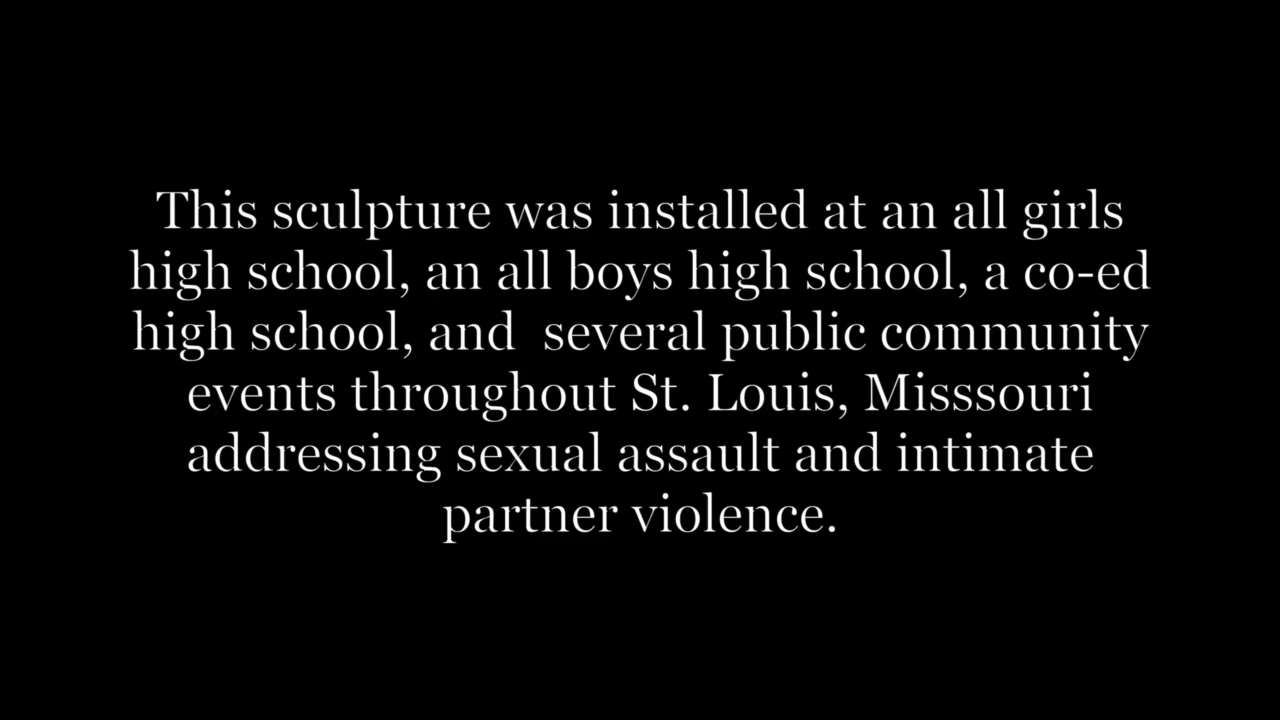 This sculpture was installed at an all girls
high school, an all boys high school, a co-ed
high school, and  several public community
events throughout St. Louis, Misssouri
addressing sexual assault and intimate
partner violence.